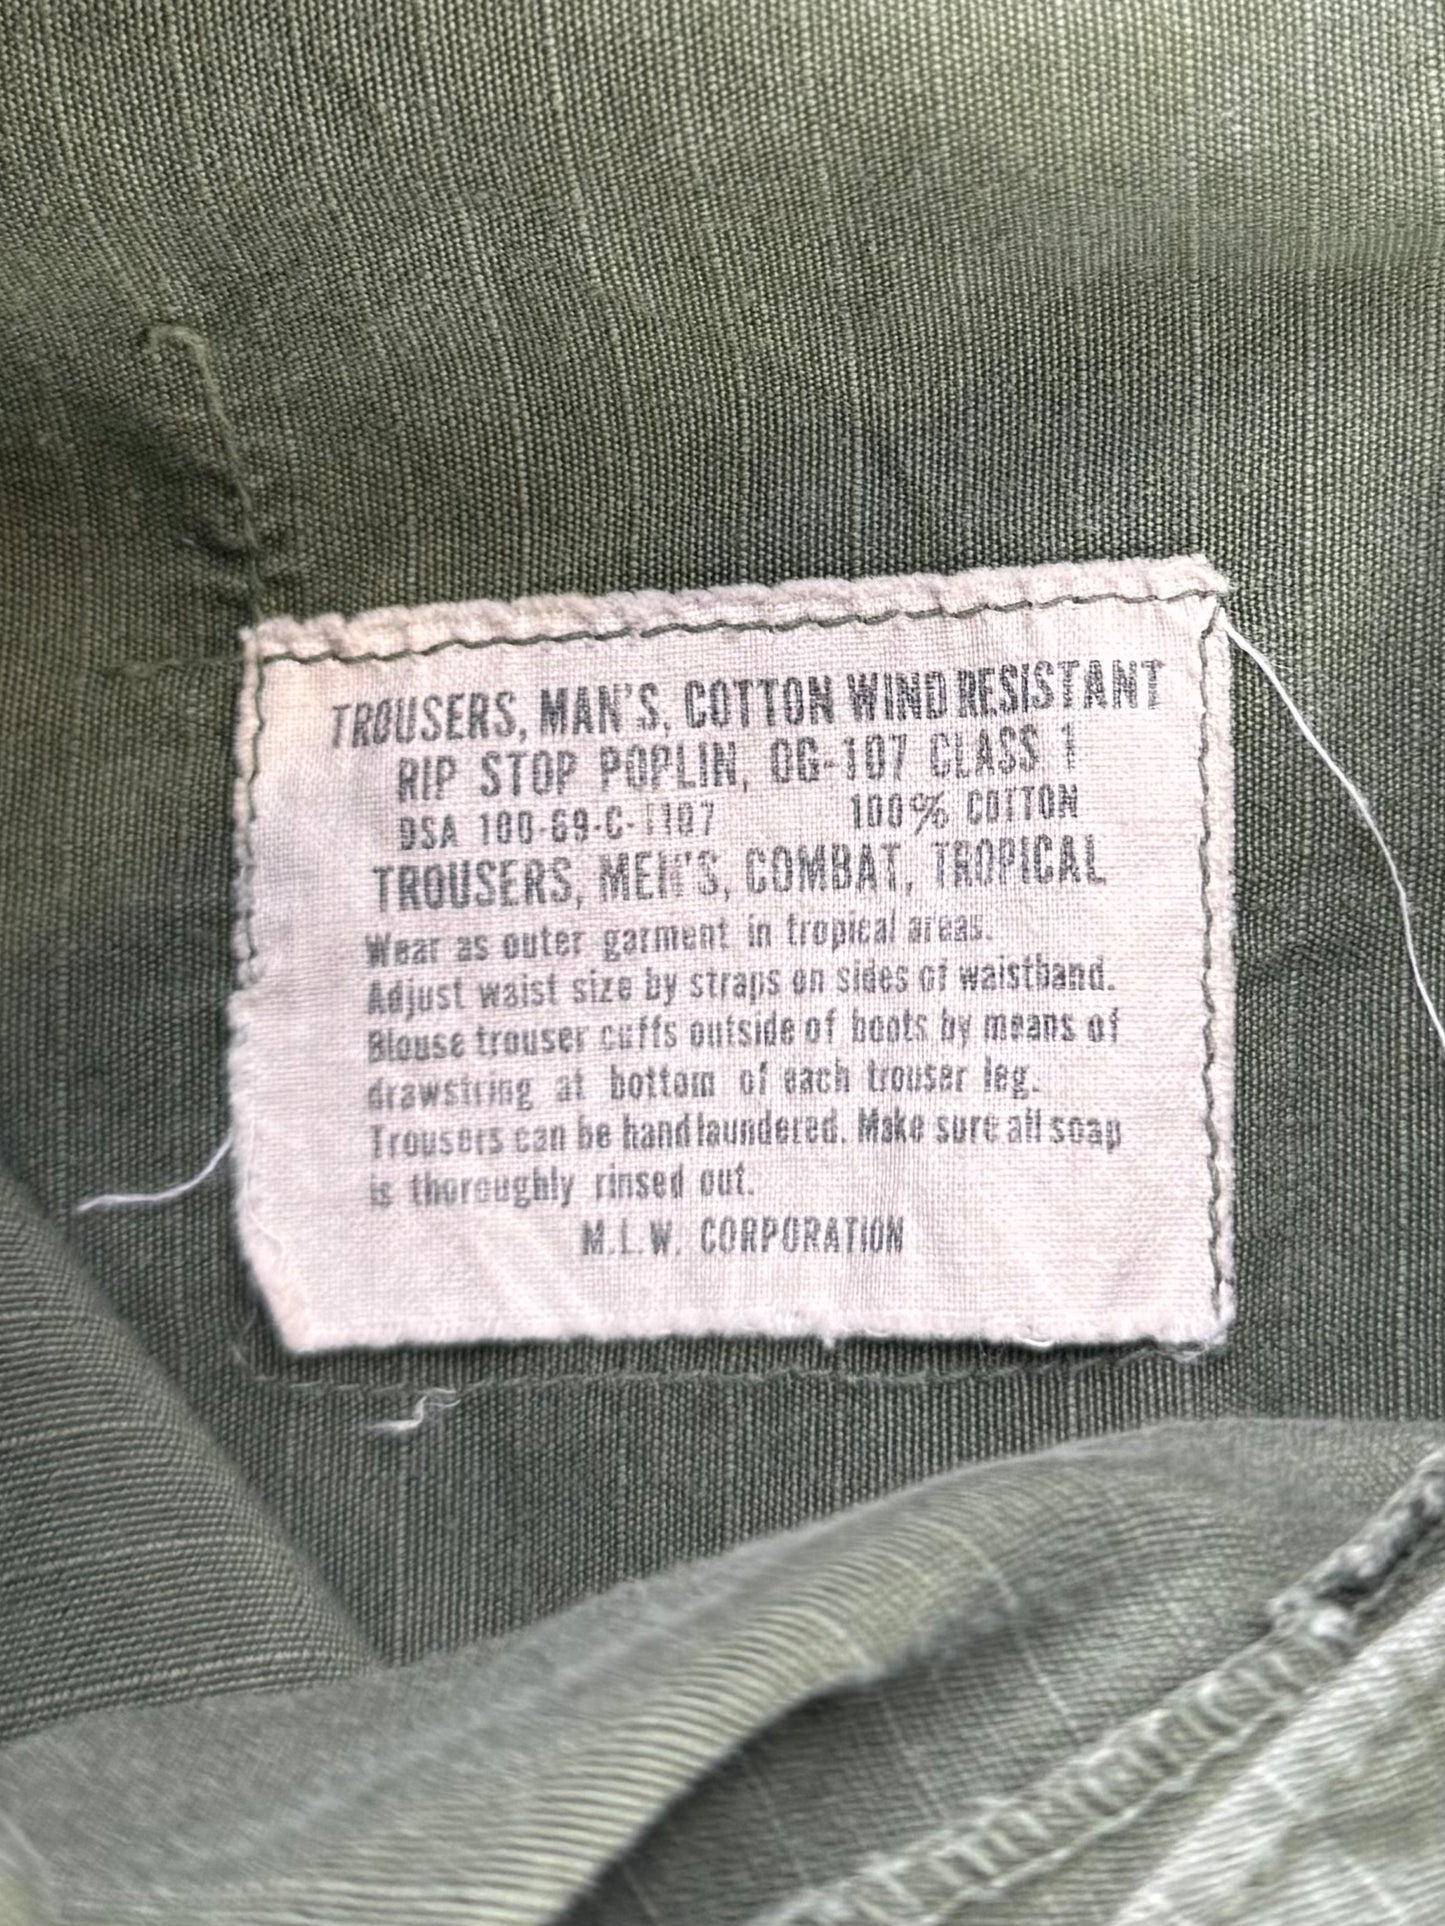 TROUSERS, MAN'S, COTTON WIND RESISTANT
RIP STOP POPLIN, OG-107 CLASS 1
DSA 100-69-C-1107 100% COTTON
TROUSERS, MEN'S, COMBAT, TROPICAL
Wear as outer garment in tropical areas.
Adjust waist size by straps on sides of waistband.
Blouse trouser cuffs outside of boots by means of
drawstring at bottom of each trouser leg.
Trousers can be hand laundered. Make sure all soap
is thoroughly rinsed out.
M.L.W. CORPORATION